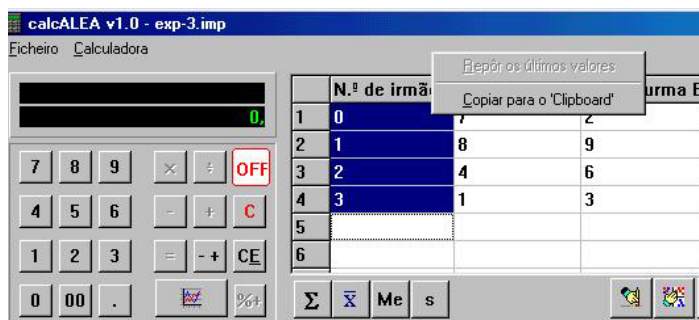 calcALEA v1.0 - exp-3.imp
Ficheiro Calculadora
Repôr os últimos valores
Copiar para o 'Clipboard'
N.º de irmão urma B
0,
1 0 7 2
2 1 8 9
3 2 4 6
4 3 1 3
5
6
7 8 9 × ÷ OFF
4 5 6 - + C
1 2 3 = - + CE
0 00 . %+
Σ x̅ Me s